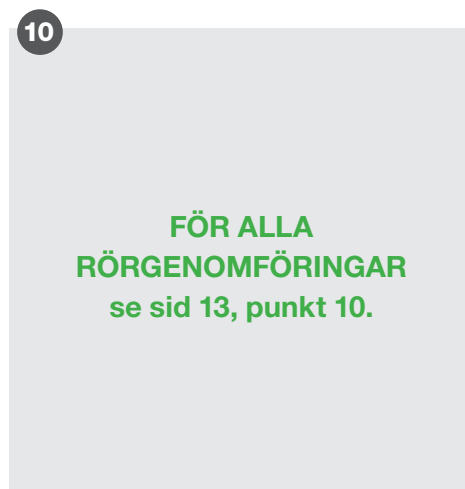 10
FÖR ALLA
RÖRGENOMFÖRINGAR
se sid 13, punkt 10.